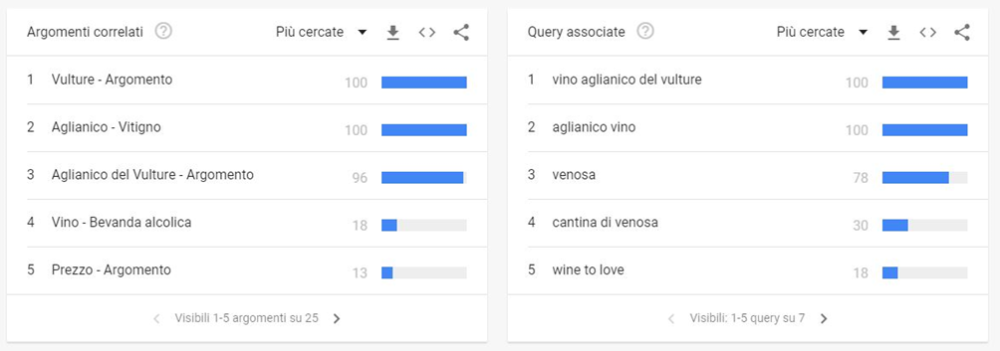 Argomenti correlati ? Più cercate
1 Vulture - Argomento 100
2 Aglianico - Vitigno 100
3 Aglianico del Vulture - Argomento 96
4 Vino - Bevanda alcolica 18
5 Prezzo - Argomento 13
Visibili 1-5 argomenti su 25
Query associate ? Più cercate
1 vino aglianico del vulture 100
2 aglianico vino 100
3 venosa 78
4 cantina di venosa 30
5 wine to love 18
Visibili: 1-5 query su 7